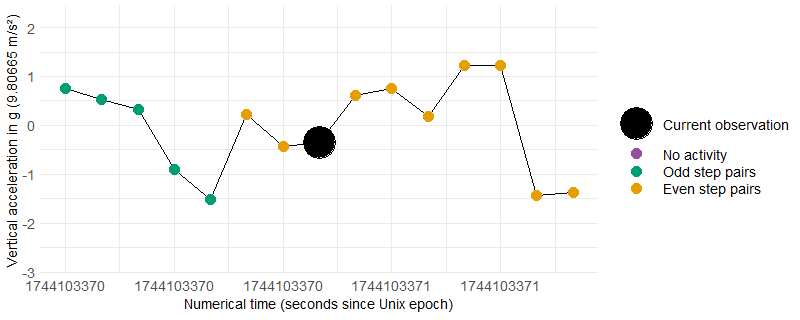 Vertical acceleration in g (9.80665 m/s²)
2
1
0
-1
-2
-3
1744103370 1744103370 1744103370 1744103371 1744103371
Numerical time (seconds since Unix epoch)
Current observation
No activity
Odd step pairs
Even step pairs